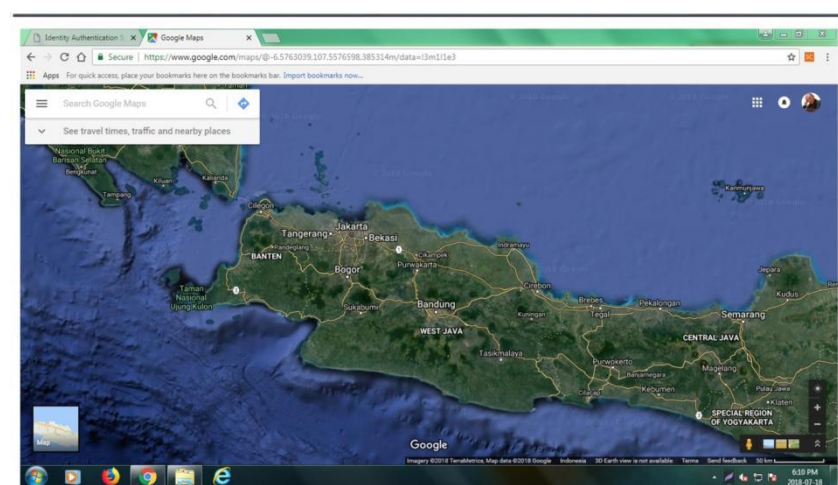 Identity Authentication S
Google Maps
Secure | https://www.google.com/maps/@-6.5763039,107.5576598,385314m/data=!3m1!1e3
Apps For quick access, place your bookmarks here on the bookmarks bar. Import bookmarks now...
Search Google Maps
See travel times, traffic and nearby places
Nasional Bukit
Barisan Selatan
Bengkunat
Kiluan
Kalianda
Tampang
Karimunjawa
Cilegon
Jakarta
Tangerang
Bekasi
Pandeglang
BANTEN
Cikampek
Indramayu
Purwakarta
Bogor
Jepara
Taman
Nasional
Ujung Kulon
Cirebon
Kudus
Sukabumi
Bandung
Brebes
Pekalongan
Kuningan
Tegal
Semarang
WEST JAVA
CENTRAL JAVA
Tasikmalaya
Purwokerto
Magelang
Banjarnegara
Cilacap
Kebumen
Pulau Jawa
Klaten
SPECIAL REGION
OF YOGYAKARTA
Map
Google
Imagery ©2018 TerraMetrics, Map data ©2018 Google Indonesia 3D Earth view is not available Terms Send feedback 50 km
6:10 PM
2018-07-18